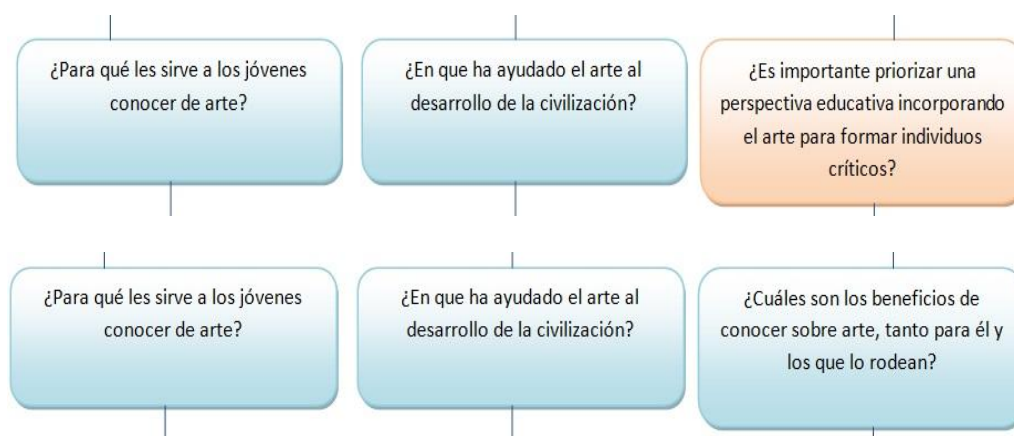 ¿Para qué les sirve a los jóvenes
conocer de arte?
¿En que ha ayudado el arte al
desarrollo de la civilización?
¿Es importante priorizar una
perspectiva educativa incorporando
el arte para formar individuos
críticos?
¿Para qué les sirve a los jóvenes
conocer de arte?
¿En que ha ayudado el arte al
desarrollo de la civilización?
¿Cuáles son los beneficios de
conocer sobre arte, tanto para él y
los que lo rodean?